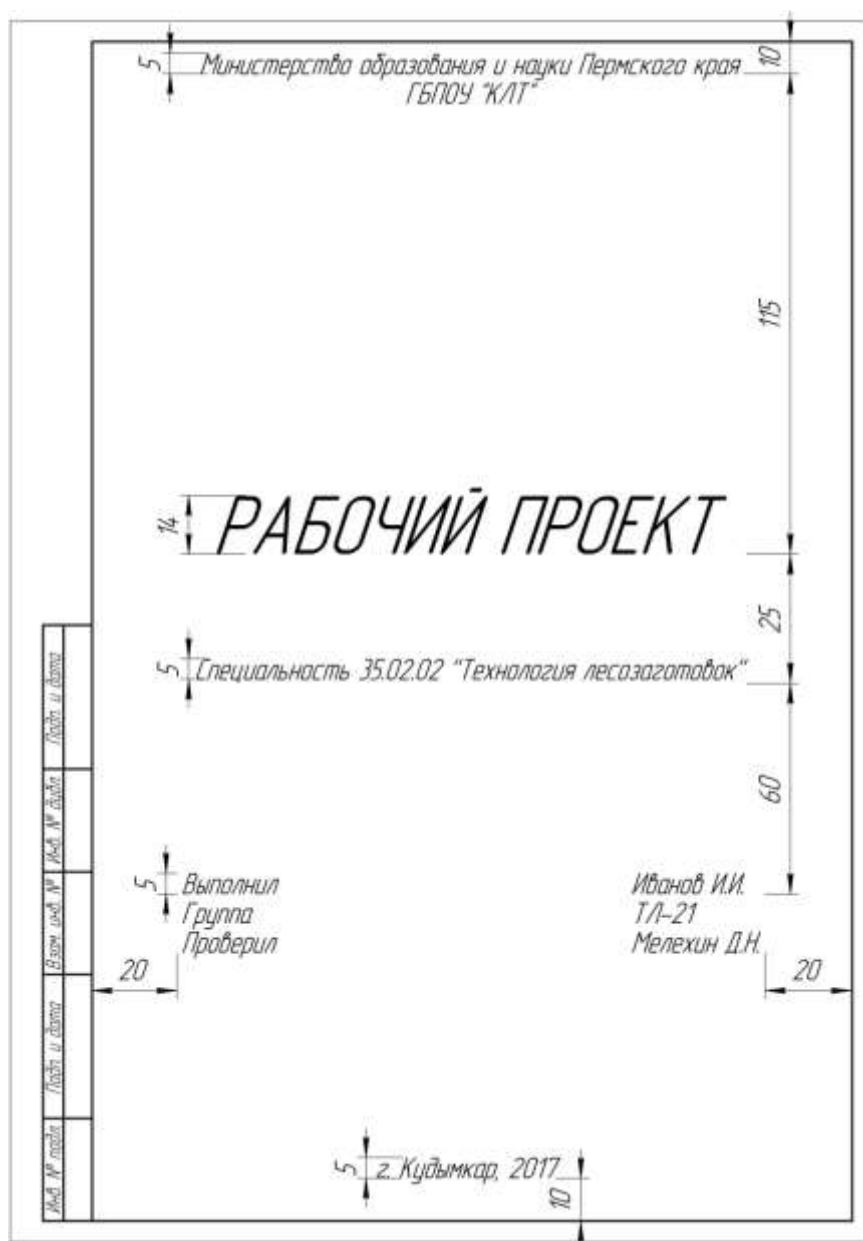 5 Министерство образования и науки Пермского края 10
ГБПОУ "КЛТ"
115
14 РАБОЧИЙ ПРОЕКТ
25
5 Специальность 35.02.02 "Технология лесозаготовок"
60
5 Выполнил Иванов И.И.
Группа ТЛ-21
Проверил Мелехин Д.Н.
20 20
5 г. Кудымкар, 2017
10
Подп. и дата
Инв. № дубл.
Взам. инв. №
Подп. и дата
Инв. № подл.